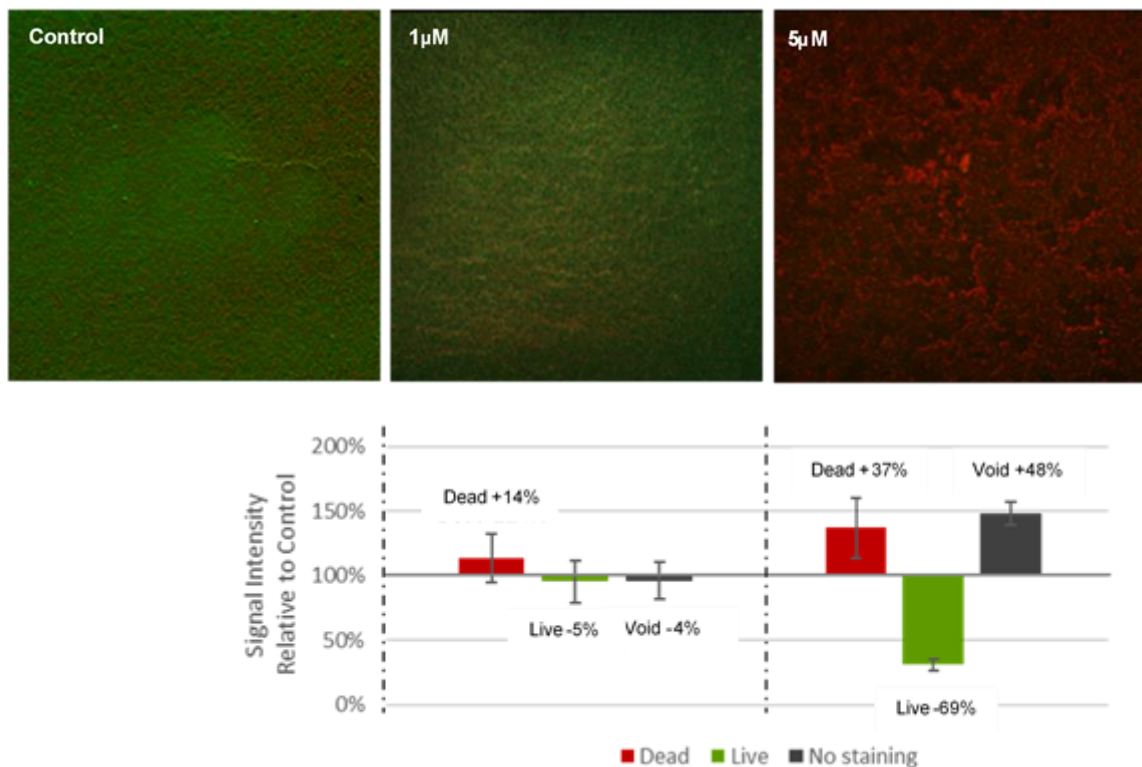 Control
1µM
5µM
200%
150%
100%
50%
0%
Signal Intensity
Relative to Control
Dead +14%
Live -5%
Void -4%
Dead +37%
Void +48%
Live -69%
Dead
Live
No staining